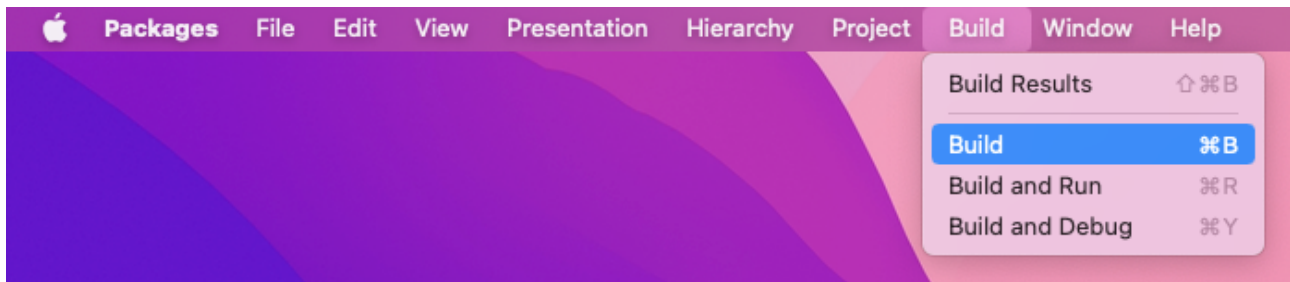 Packages File Edit View Presentation Hierarchy Project Build Window Help
Build Results ⇧⌘B
Build ⌘B
Build and Run ⌘R
Build and Debug ⌘Y